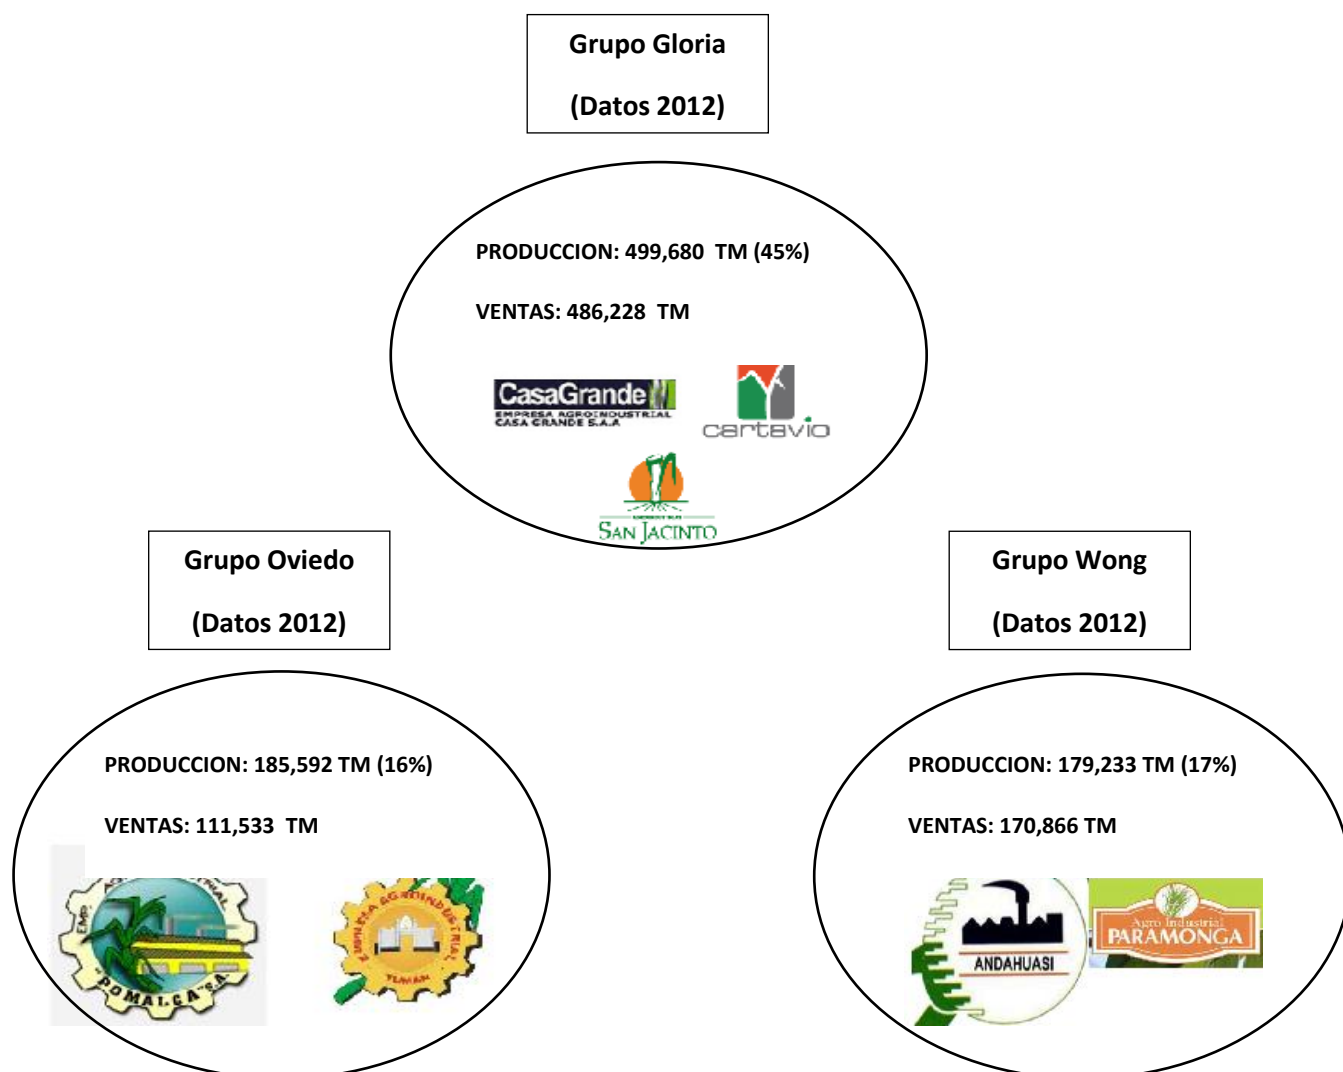 Grupo Gloria
(Datos 2012)
PRODUCCION: 499,680 TM (45%)
VENTAS: 486,228 TM
CasaGrande
EMPRESA AGROINDUSTRIAL
CASA GRANDE S.A.A
cartavio
SAN JACINTO
Grupo Oviedo
(Datos 2012)
PRODUCCION: 185,592 TM (16%)
VENTAS: 111,533 TM
EMP.
POMALCA S.A.
AGROINDUSTRIAL
TUMAN
Grupo Wong
(Datos 2012)
PRODUCCION: 179,233 TM (17%)
VENTAS: 170,866 TM
ANDAHUASI
Agro Industrial
PARAMONGA